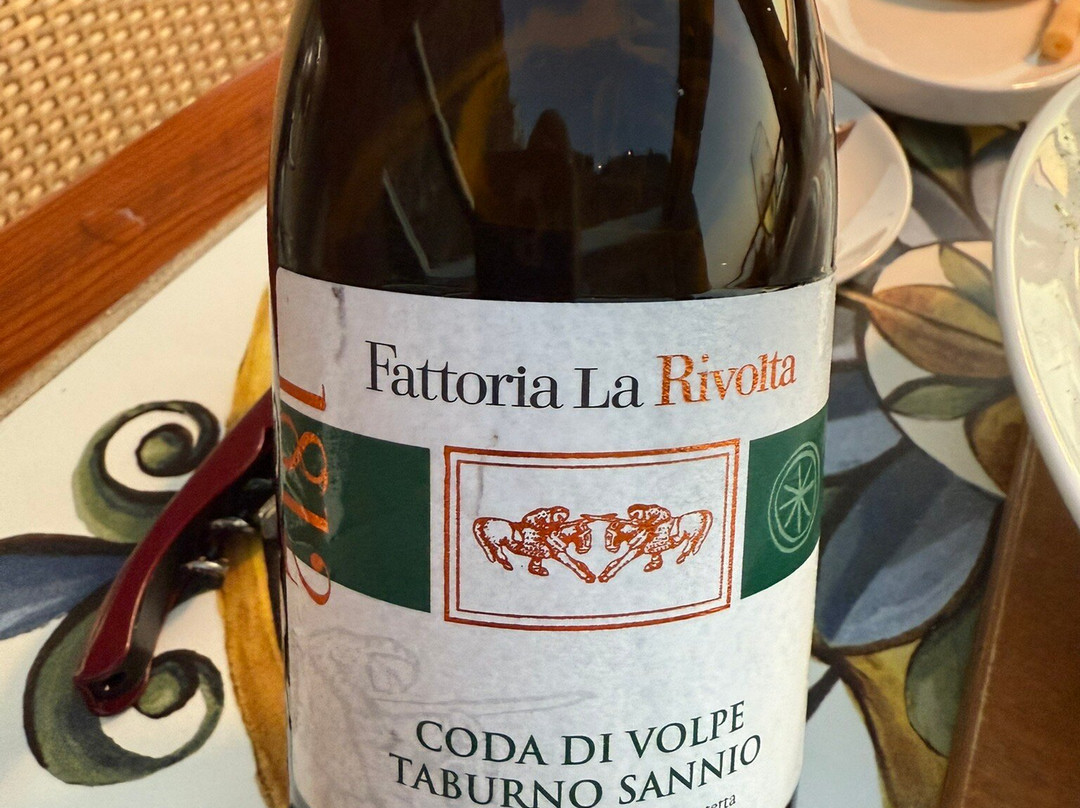 Fattoria La Rivolta
CODA DI VOLPE
TABURNO SANNIO